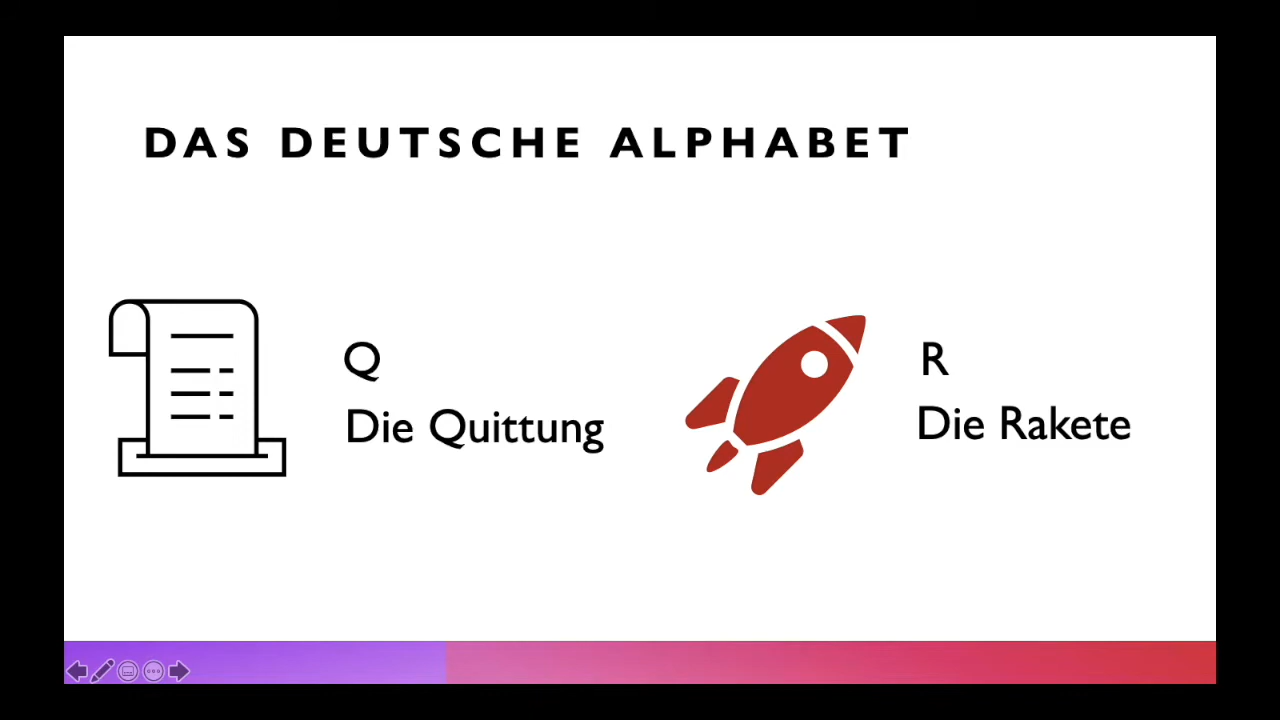 DAS DEUTSCHE ALPHABET
Q
Die Quittung
R
Die Rakete